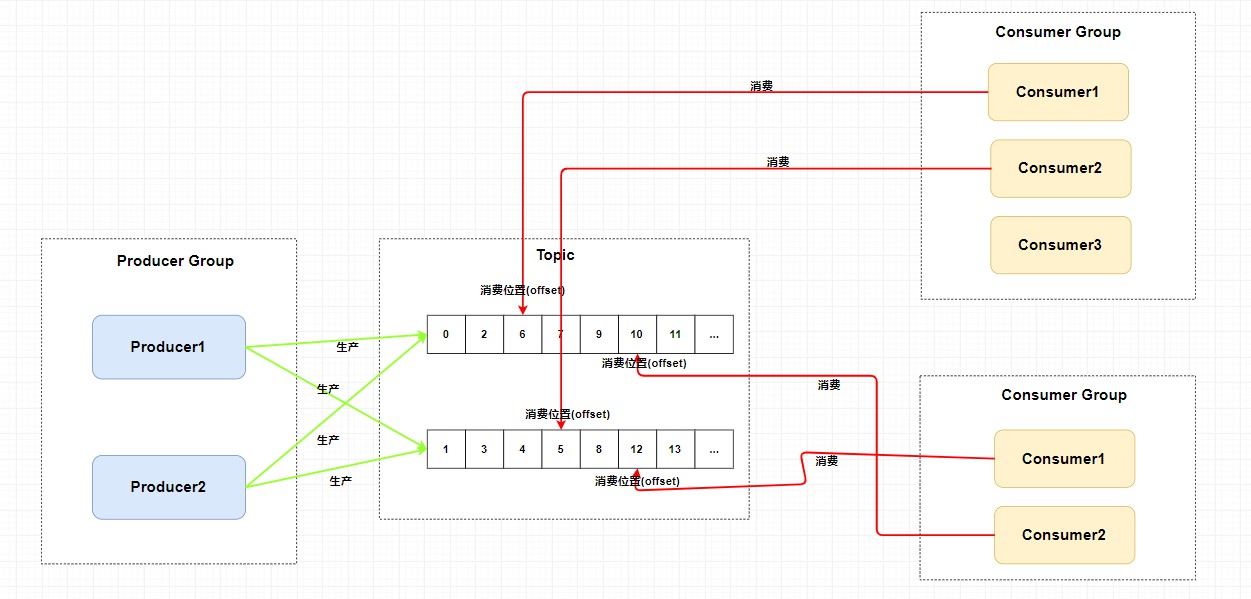 Consumer Group
Consumer1
消费
Consumer2
消费
Consumer3
Producer Group
Producer1
Producer2
生产
生产
生产
生产
Topic
消费位置(offset)
0 2 6 7 9 10 11 ...
消费位置(offset)
消费位置(offset)
1 3 4 5 8 12 13 ...
消费位置(offset)
消费
消费
Consumer Group
Consumer1
Consumer2